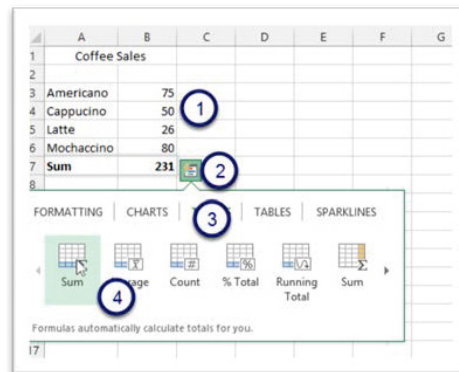 A B C D E F G
1 Coffee Sales
2
3 Americano 75
4 Cappucino 50 1
5 Latte 26
6 Mochaccino 80
7 Sum 231 2
8
FORMATTING CHARTS 3 TABLES SPARKLINES
Sum 4 Count % Total Running Total Sum
Formulas automatically calculate totals for you.
17